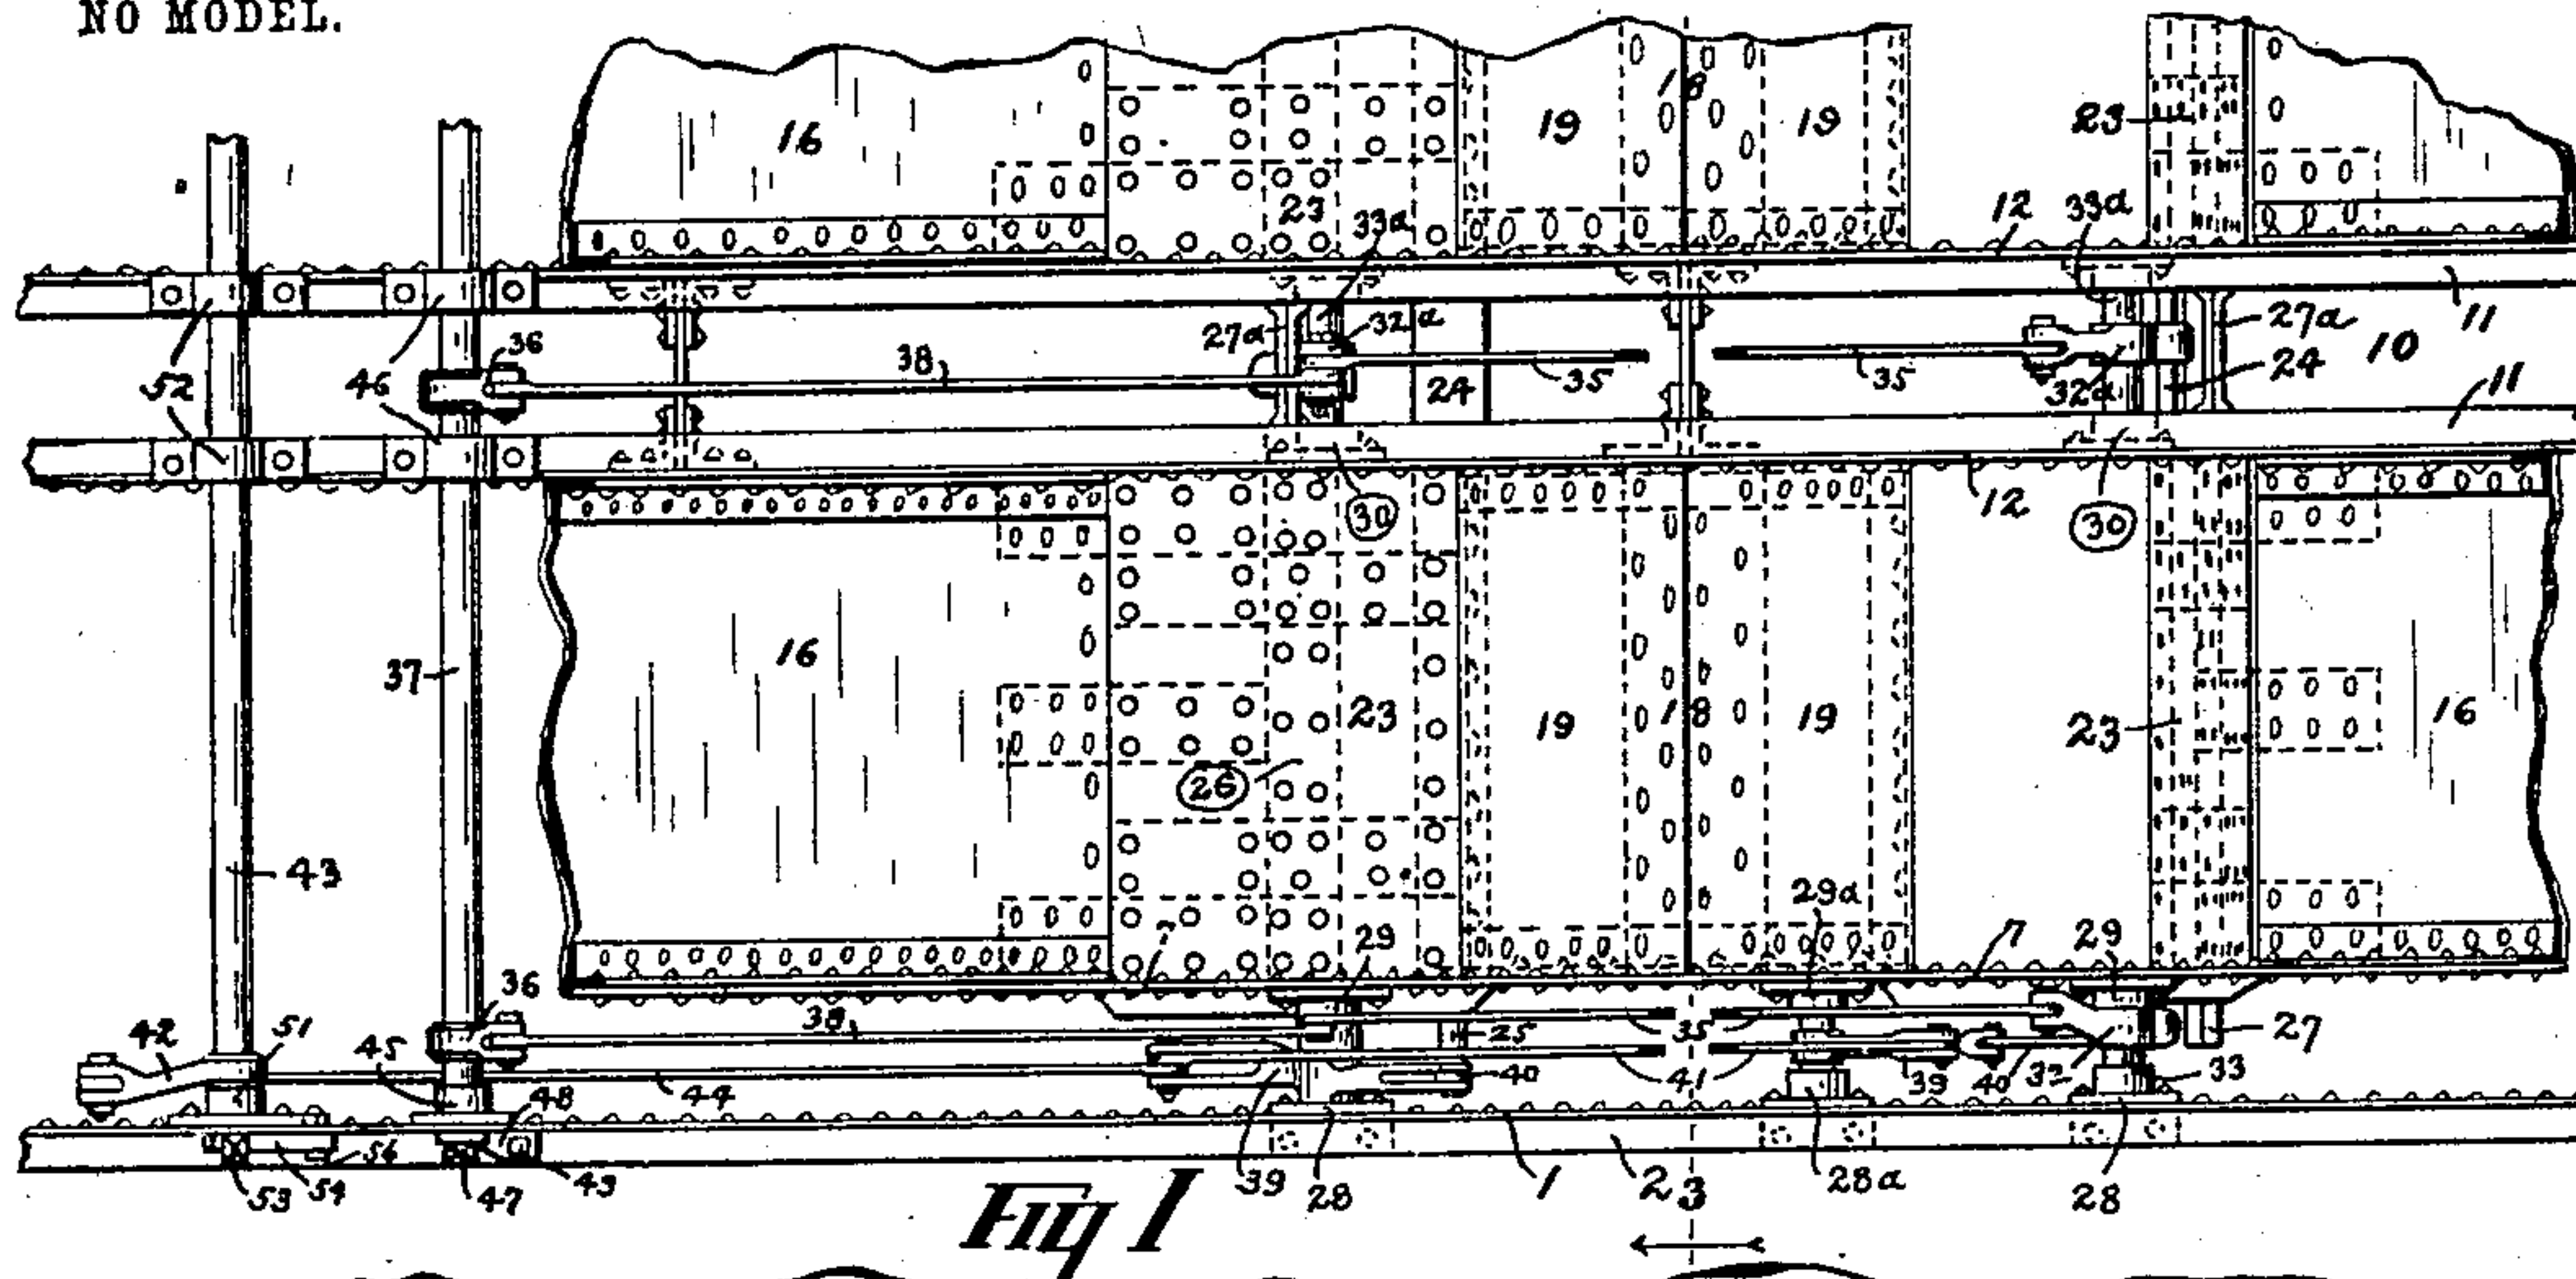 NO MODEL.
16 23 33a 19 18 19 12 33a 23
52 46 36 38 27a 32a 24 35 35 32a 24 27a 10 11 11
30 12 30
16 37 26 23 19 18 19 23 16
43 7 29 29a 7 29
42 51 45 36 38 44 48 25 35 41 40 39 40 32 33 27
53 54 54 47 43 39 28 1 2 3 28a 28
Fig I